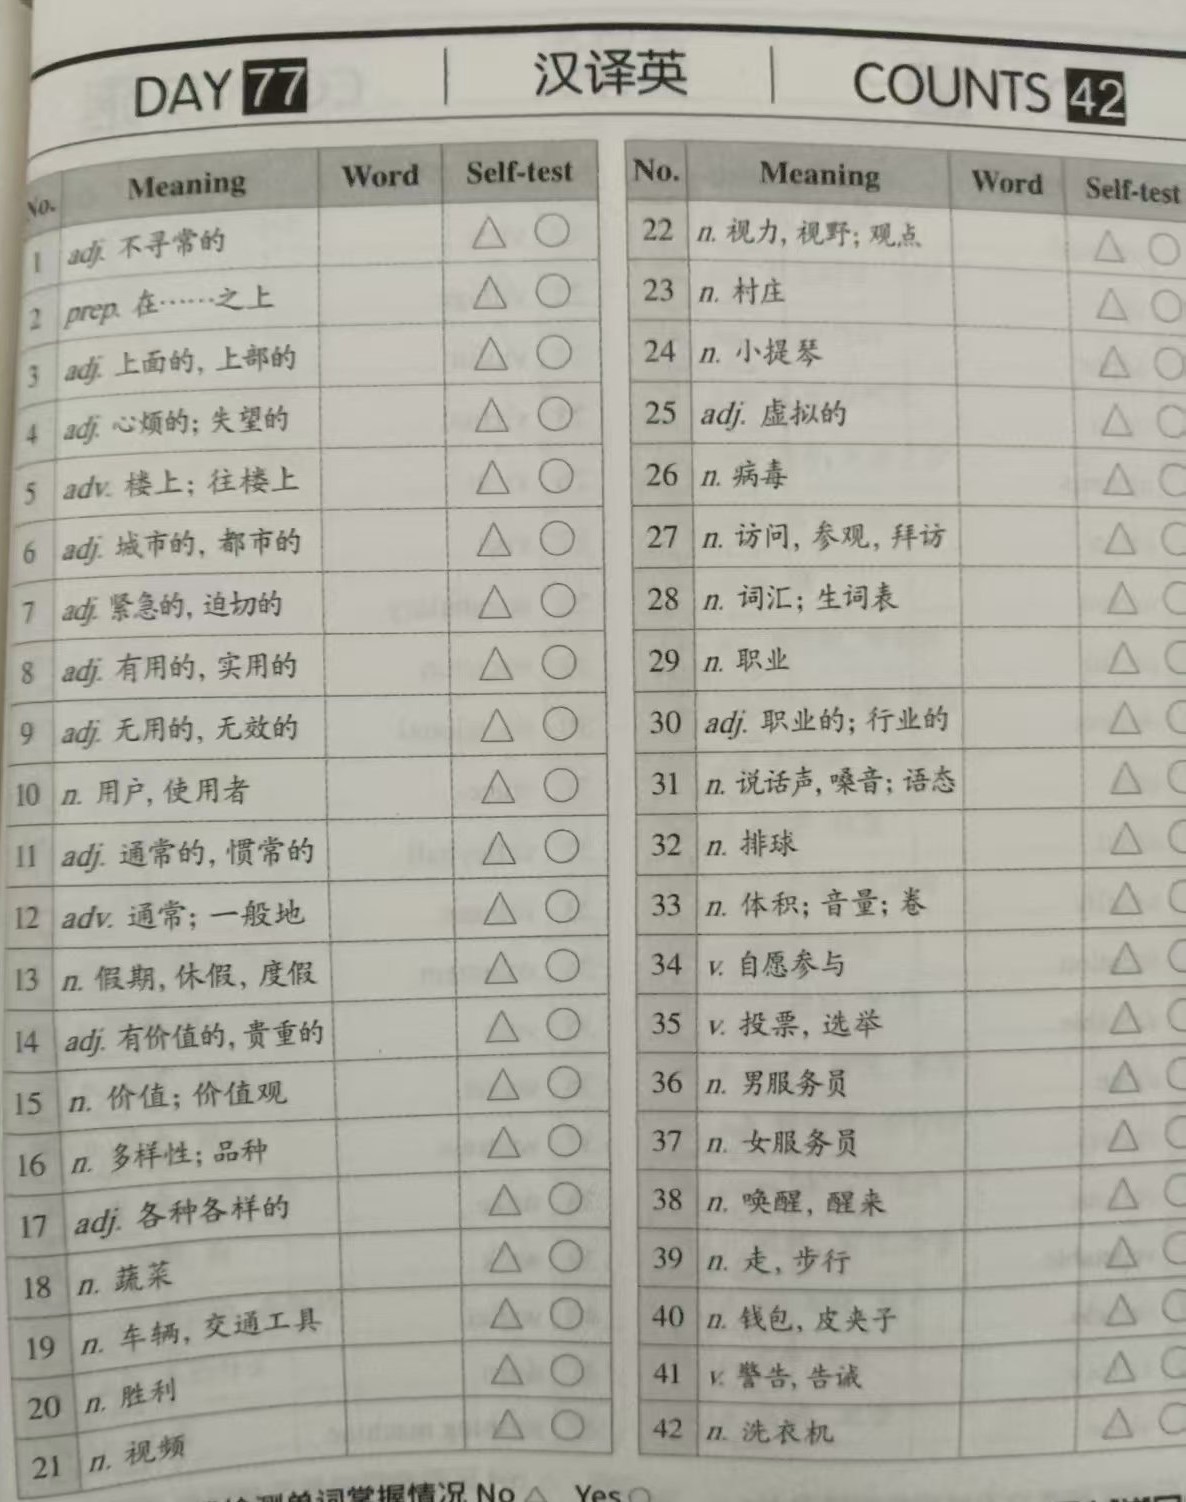 DAY 77 汉译英 COUNTS 42
No. Meaning Word Self-test
1 adj. 不寻常的 △ ○
2 prep. 在……之上 △ ○
3 adj. 上面的, 上部的 △ ○
4 adj. 心烦的; 失望的 △ ○
5 adv. 楼上; 往楼上 △ ○
6 adj. 城市的, 都市的 △ ○
7 adj. 紧急的, 迫切的 △ ○
8 adj. 有用的, 实用的 △ ○
9 adj. 无用的, 无效的 △ ○
10 n. 用户, 使用者 △ ○
11 adj. 通常的, 惯常的 △ ○
12 adv. 通常; 一般地 △ ○
13 n. 假期, 休假, 度假 △ ○
14 adj. 有价值的, 贵重的 △ ○
15 n. 价值; 价值观 △ ○
16 n. 多样性; 品种 △ ○
17 adj. 各种各样的 △ ○
18 n. 蔬菜 △ ○
19 n. 车辆, 交通工具 △ ○
20 n. 胜利 △ ○
21 n. 视频 △ ○
No. Meaning Word Self-test
22 n. 视力, 视野; 观点 △ ○
23 n. 村庄 △ ○
24 n. 小提琴 △ ○
25 adj. 虚拟的 △ ○
26 n. 病毒 △ ○
27 n. 访问, 参观, 拜访 △ ○
28 n. 词汇; 生词表 △ ○
29 n. 职业 △ ○
30 adj. 职业的; 行业的 △ ○
31 n. 说话声, 嗓音; 语态 △ ○
32 n. 排球 △ ○
33 n. 体积; 音量; 卷 △ ○
34 v. 自愿参与 △ ○
35 v. 投票, 选举 △ ○
36 n. 男服务员 △ ○
37 n. 女服务员 △ ○
38 n. 唤醒, 醒来 △ ○
39 n. 走, 步行 △ ○
40 n. 钱包, 皮夹子 △ ○
41 v. 警告, 告诫 △ ○
42 n. 洗衣机 △ ○
检测单词掌握情况 No △ Yes ○